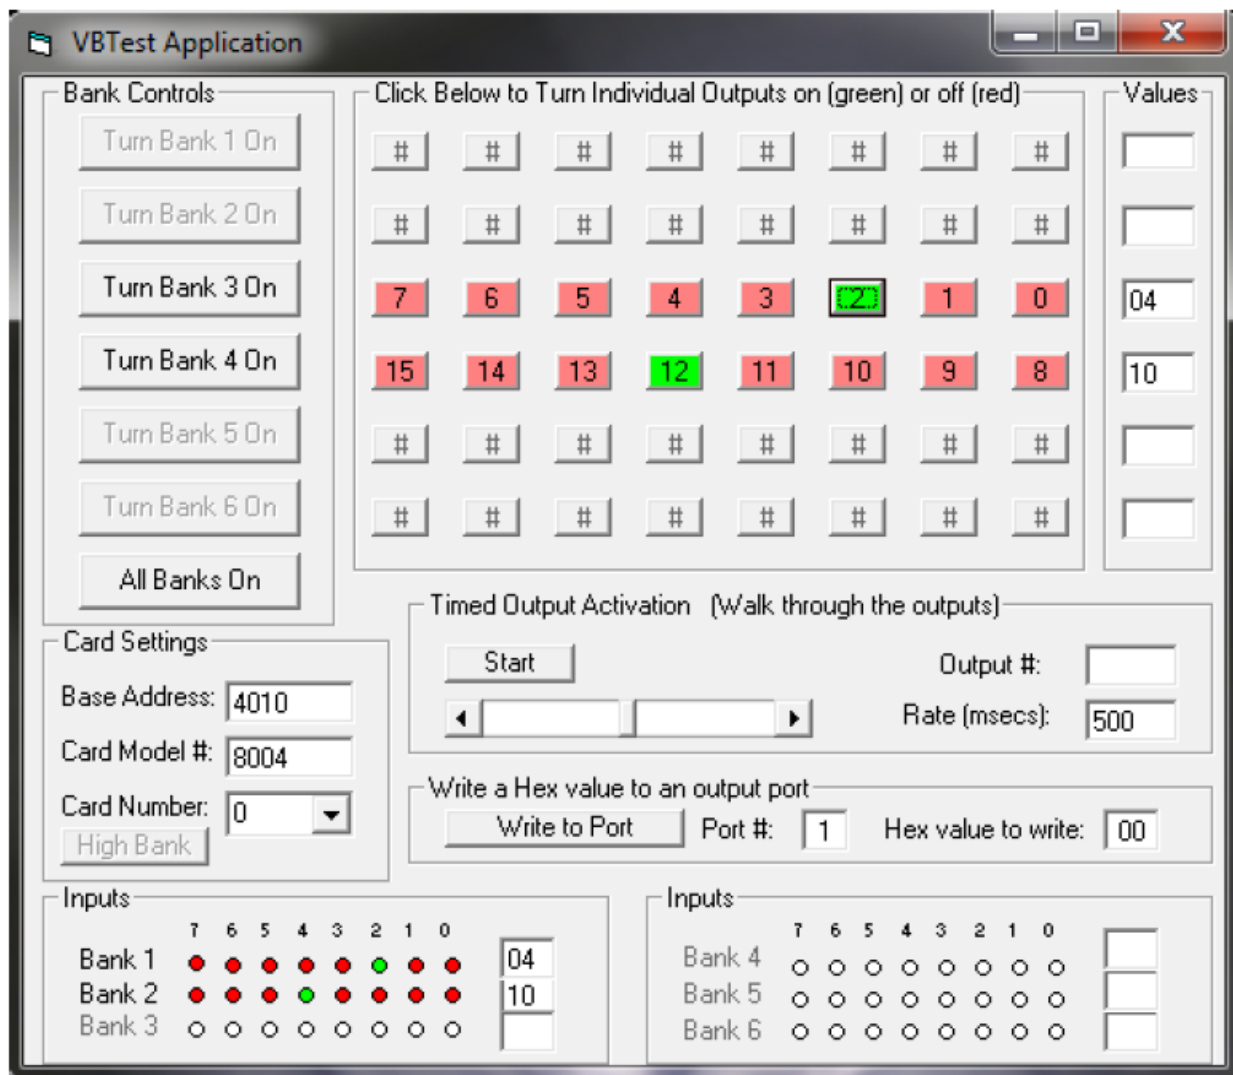 VBTest Application
Bank Controls
Turn Bank 1 On
Turn Bank 2 On
Turn Bank 3 On
Turn Bank 4 On
Turn Bank 5 On
Turn Bank 6 On
All Banks On
Click Below to Turn Individual Outputs on (green) or off (red)
# # # # # # # #
# # # # # # # #
7 6 5 4 3 2 1 0
15 14 13 12 11 10 9 8
# # # # # # # #
# # # # # # # #
Values
04
10
Card Settings
Base Address: 4010
Card Model #: 8004
Card Number: 0
High Bank
Timed Output Activation (Walk through the outputs)
Start Output #:
Rate (msecs): 500
Write a Hex value to an output port
Write to Port Port #: 1 Hex value to write: 00
Inputs
7 6 5 4 3 2 1 0
Bank 1 04
Bank 2 10
Bank 3
Inputs
7 6 5 4 3 2 1 0
Bank 4
Bank 5
Bank 6